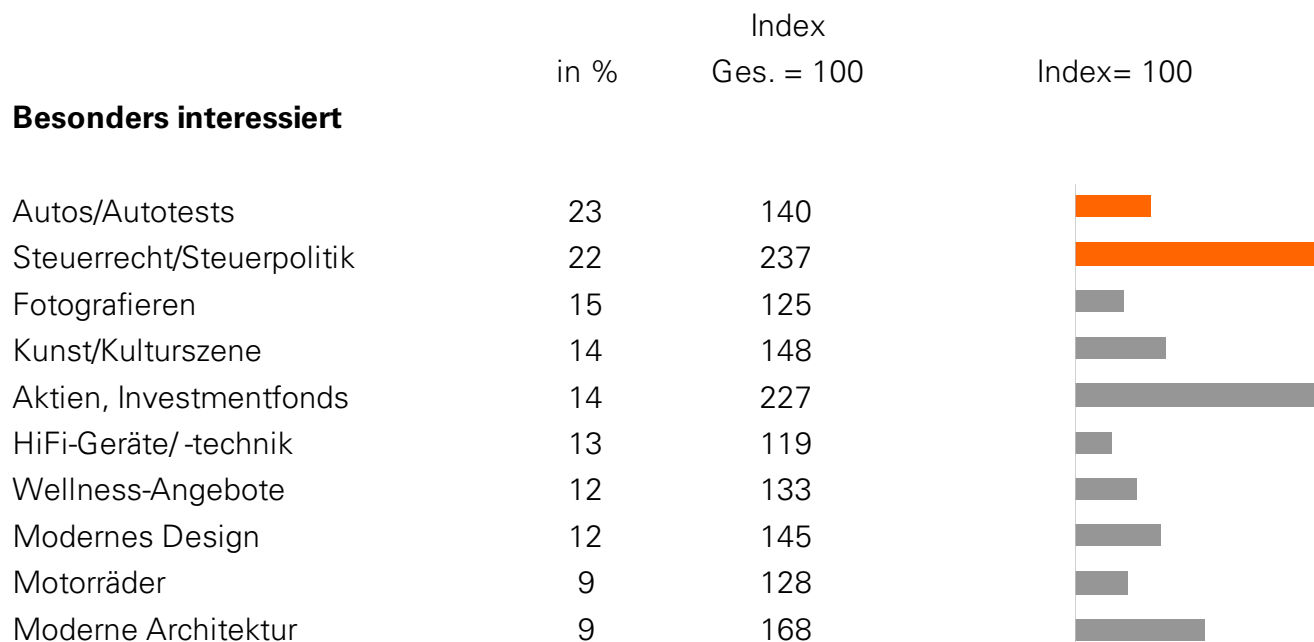 Index
in % Ges. = 100 Index= 100
Besonders interessiert
Autos/Autotests 23 140
Steuerrecht/Steuerpolitik 22 237
Fotografieren 15 125
Kunst/Kulturszene 14 148
Aktien, Investmentfonds 14 227
HiFi-Geräte/ -technik 13 119
Wellness-Angebote 12 133
Modernes Design 12 145
Motorräder 9 128
Moderne Architektur 9 168